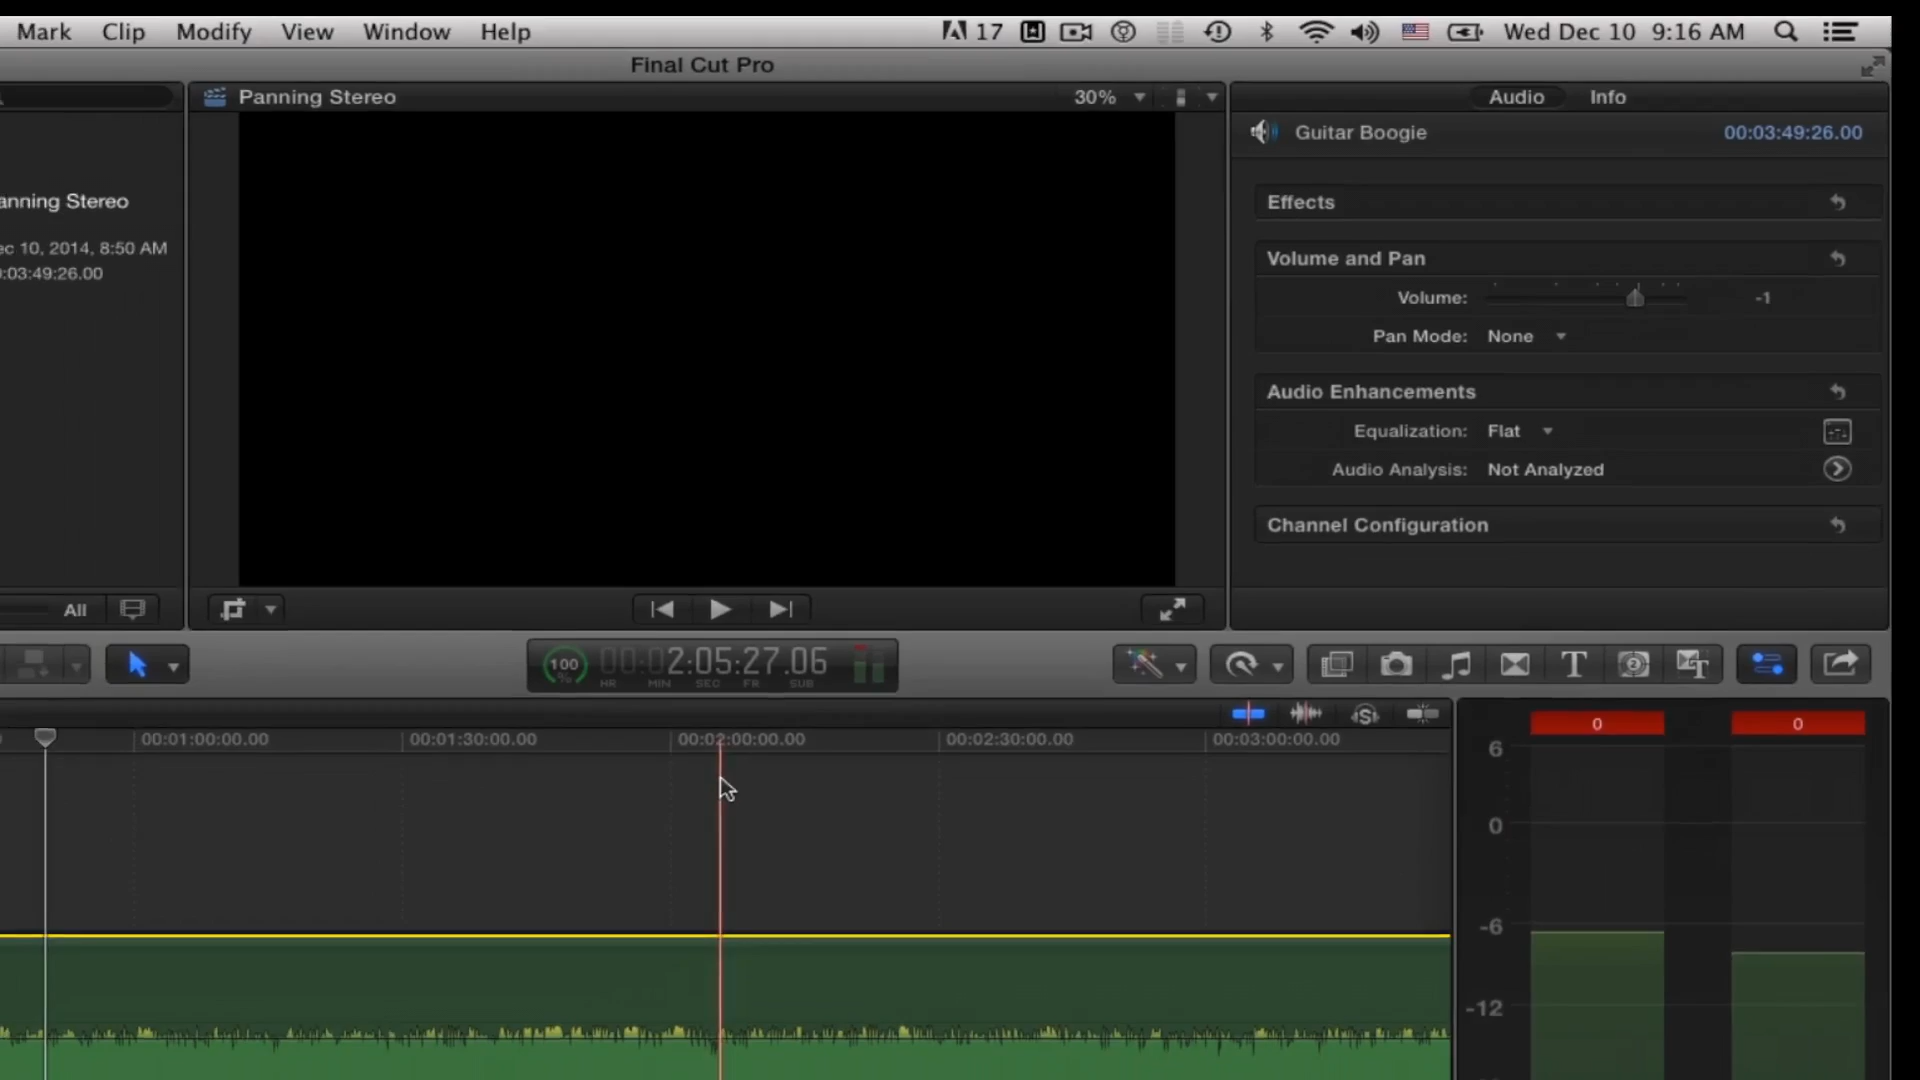 Mark Clip Modify View Window Help 17 Wed Dec 10 9:16 AM
Final Cut Pro
Panning Stereo 30%
Audio Info
Guitar Boogie 00:03:49:26.00
anning Stereo
ec 10, 2014, 8:50 AM
:03:49:26.00
Effects
Volume and Pan
Volume: -1
Pan Mode: None
Audio Enhancements
Equalization: Flat
Audio Analysis: Not Analyzed
Channel Configuration
All
100 % 00:02:05:27.06
HR MIN SEC FR SUB
T 2 T
S
00:01:00:00.00 00:01:30:00.00 00:02:00:00.00 00:02:30:00.00 00:03:00:00.00
0 0
6
0
-6
-12